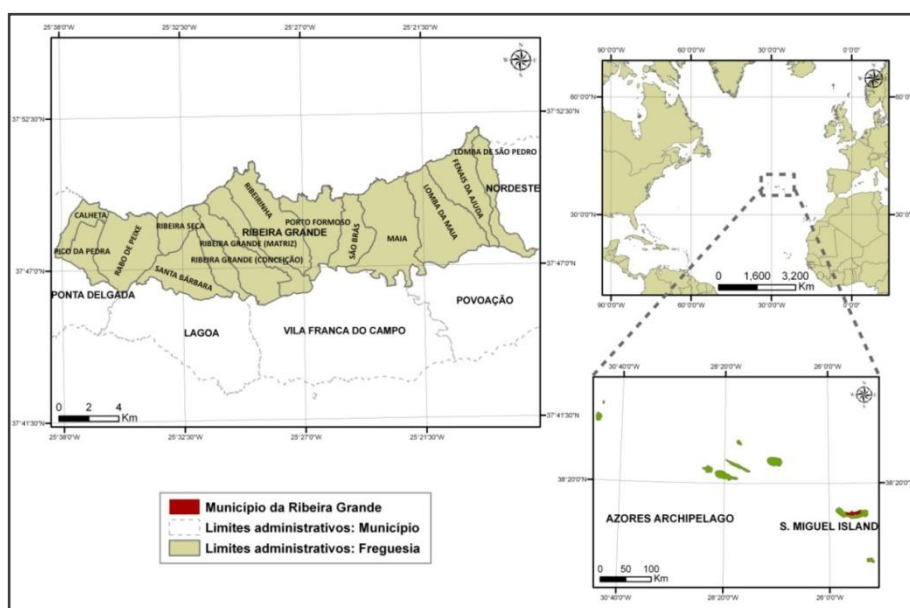 25°38'0"W 25°32'30"W 25°27'0"W 25°21'30"W
37°52'30"N 37°52'30"N
LOMBA DE SÃO PEDRO
FENAIS DA AJUDA
NORDESTE
RIBEIRINHA
LOMBA DA MAIA
CALHETA
PORTO FORMOSO
RIBEIRA SECA
RIBEIRA GRANDE
SÃO BRÁS
MAIA
RIBEIRA GRANDE (MATRIZ)
PICO DA PEDRA
RABO DE PEIXE
RIBEIRA GRANDE (CONCEIÇÃO)
37°47'0"N 37°47'0"N
SANTA BÁRBARA
PONTA DELGADA
POVOAÇÃO
LAGOA
VILA FRANCA DO CAMPO
0 2 4
Km
37°41'30"N 37°41'30"N
25°38'0"W 25°32'30"W 25°27'0"W 25°21'30"W
90°0'0"W 60°0'0"W 30°0'0"W 0°0'0"
60°0'0"N
30°0'0"N 30°0'0"N
0 1,600 3,200
Km
90°0'0"W 60°0'0"W 30°0'0"W 0°0'0"
30°40'0"W 28°20'0"W 26°0'0"W
37°41'30"N
38°20'0"N 38°20'0"N
AZORES ARCHIPELAGO
S. MIGUEL ISLAND
0 50 100
Km
30°40'0"W 28°20'0"W 26°0'0"W
Município da Ribeira Grande
Limites administrativos: Município
Limites administrativos: Freguesia